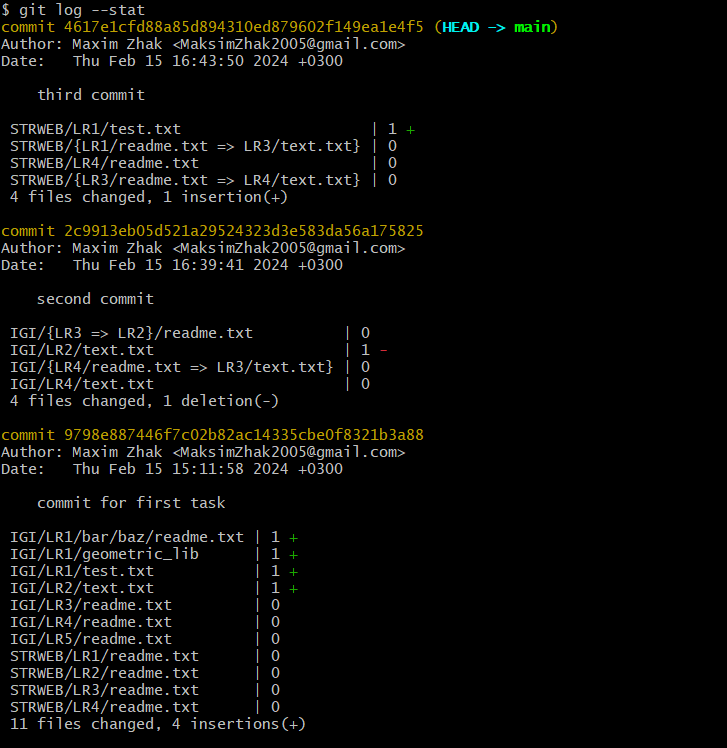 $ git log --stat
commit 4617e1cfd88a85d894310ed879602f149ea1e4f5 (HEAD -> main)
Author: Maxim Zhak <MaksimZhak2005@gmail.com>
Date:   Thu Feb 15 16:43:50 2024 +0300

    third commit

 STRWEB/LR1/test.txt                     | 1 +
 STRWEB/{LR1/readme.txt => LR3/text.txt} | 0
 STRWEB/LR4/readme.txt                   | 0
 STRWEB/{LR3/readme.txt => LR4/text.txt} | 0
 4 files changed, 1 insertion(+)

commit 2c9913eb05d521a29524323d3e583da56a175825
Author: Maxim Zhak <MaksimZhak2005@gmail.com>
Date:   Thu Feb 15 16:39:41 2024 +0300

    second commit

 IGI/{LR3 => LR2}/readme.txt          | 0
 IGI/LR2/text.txt                     | 1 -
 IGI/{LR4/readme.txt => LR3/text.txt} | 0
 IGI/LR4/text.txt                     | 0
 4 files changed, 1 deletion(-)

commit 9798e887446f7c02b82ac14335cbe0f8321b3a88
Author: Maxim Zhak <MaksimZhak2005@gmail.com>
Date:   Thu Feb 15 15:11:58 2024 +0300

    commit for first task

 IGI/LR1/bar/baz/readme.txt | 1 +
 IGI/LR1/geometric_lib      | 1 +
 IGI/LR1/test.txt           | 1 +
 IGI/LR2/text.txt           | 1 +
 IGI/LR3/readme.txt         | 0
 IGI/LR4/readme.txt         | 0
 IGI/LR5/readme.txt         | 0
 STRWEB/LR1/readme.txt      | 0
 STRWEB/LR2/readme.txt      | 0
 STRWEB/LR3/readme.txt      | 0
 STRWEB/LR4/readme.txt      | 0
 11 files changed, 4 insertions(+)